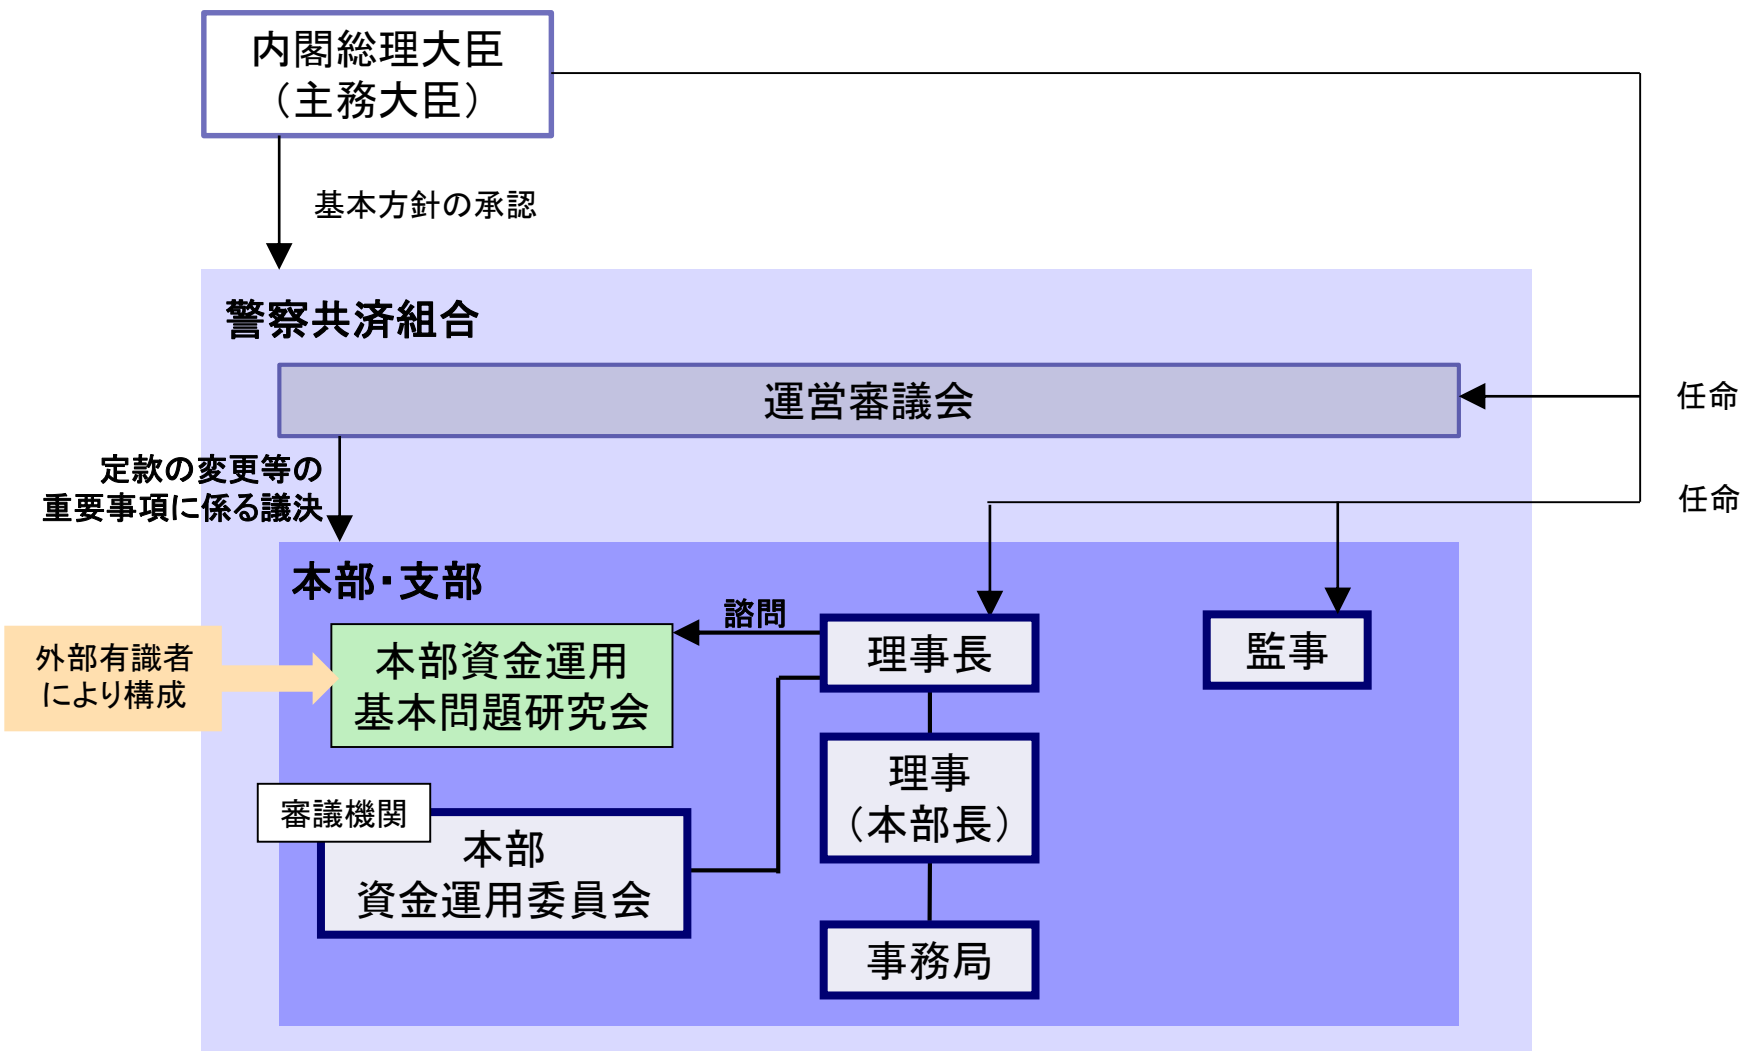 内閣総理大臣
（主務大臣）
基本方針の承認
警察共済組合
運営審議会
任命
定款の変更等の
重要事項に係る議決
任命
本部・支部
諮問
理事長
監事
外部有識者
により構成
本部資金運用
基本問題研究会
理事
（本部長）
審議機関
本部
資金運用委員会
事務局